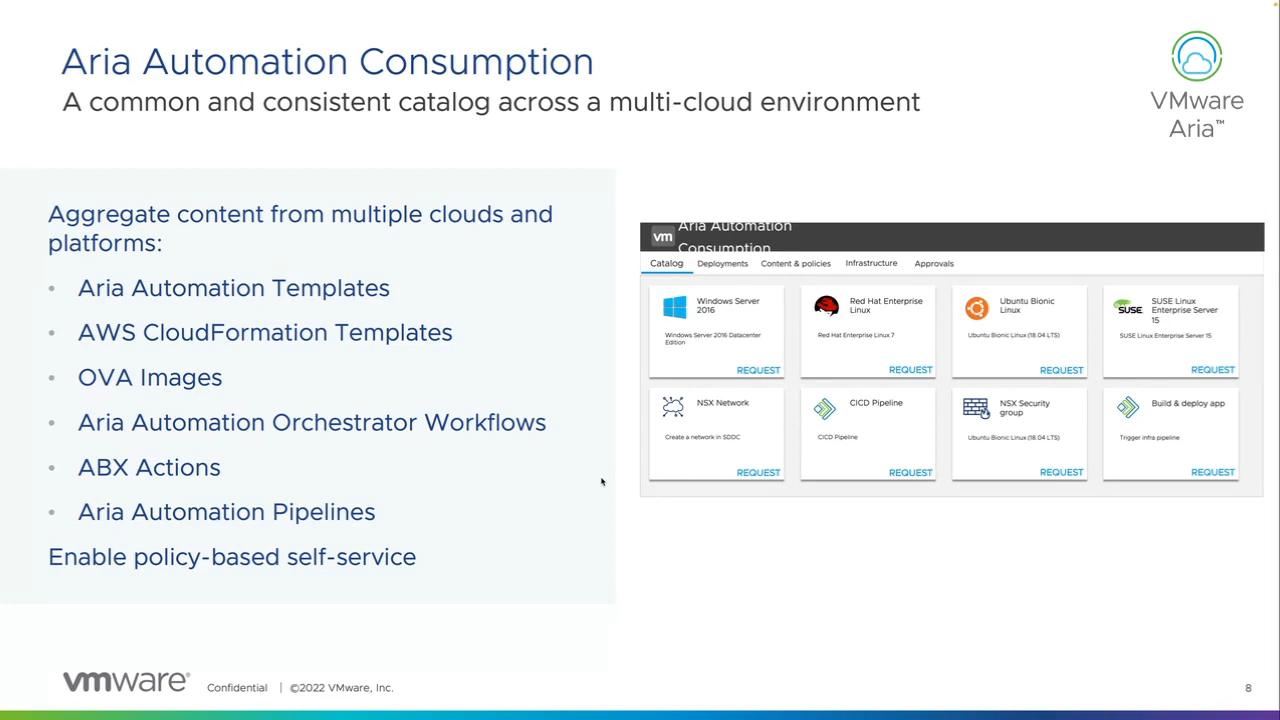 Aria Automation Consumption
A common and consistent catalog across a multi-cloud environment
VMware
Aria™
Aggregate content from multiple clouds and
platforms:
• Aria Automation Templates
• AWS CloudFormation Templates
• OVA Images
• Aria Automation Orchestrator Workflows
• ABX Actions
• Aria Automation Pipelines
Enable policy-based self-service
vm
Aria Automation
Consumption
Catalog Deployments Content & policies Infrastructure Approvals
Windows Server
2016
Windows Server 2016 Datacenter
Edition
REQUEST
Red Hat Enterprise
Linux
Red Hat Enterprise Linux 7
REQUEST
Ubuntu Bionic
Linux
Ubuntu Bionic Linux (18.04 LTS)
REQUEST
SUSE
SUSE Linux
Enterprise Server
15
SUSE Linux Enterprise Server 15
REQUEST
NSX Network
Create a network in SDDC
REQUEST
CICD Pipeline
CICD Pipeline
REQUEST
NSX Security
group
Ubuntu Bionic Linux (18.04 LTS)
REQUEST
Build & deploy app
Trigger infra pipeline
REQUEST
vmware®
Confidential | ©2022 VMware, Inc.
8